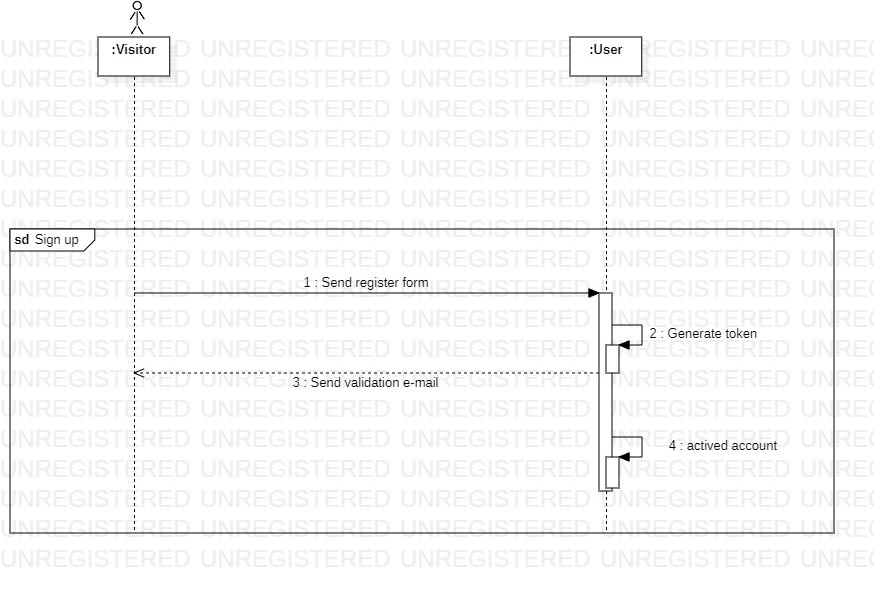 :Visitor
:User
sd Sign up
1 : Send register form
2 : Generate token
3 : Send validation e-mail
4 : actived account
UNREGISTERED UNREGISTERED UNREGISTERED UNREGISTERED